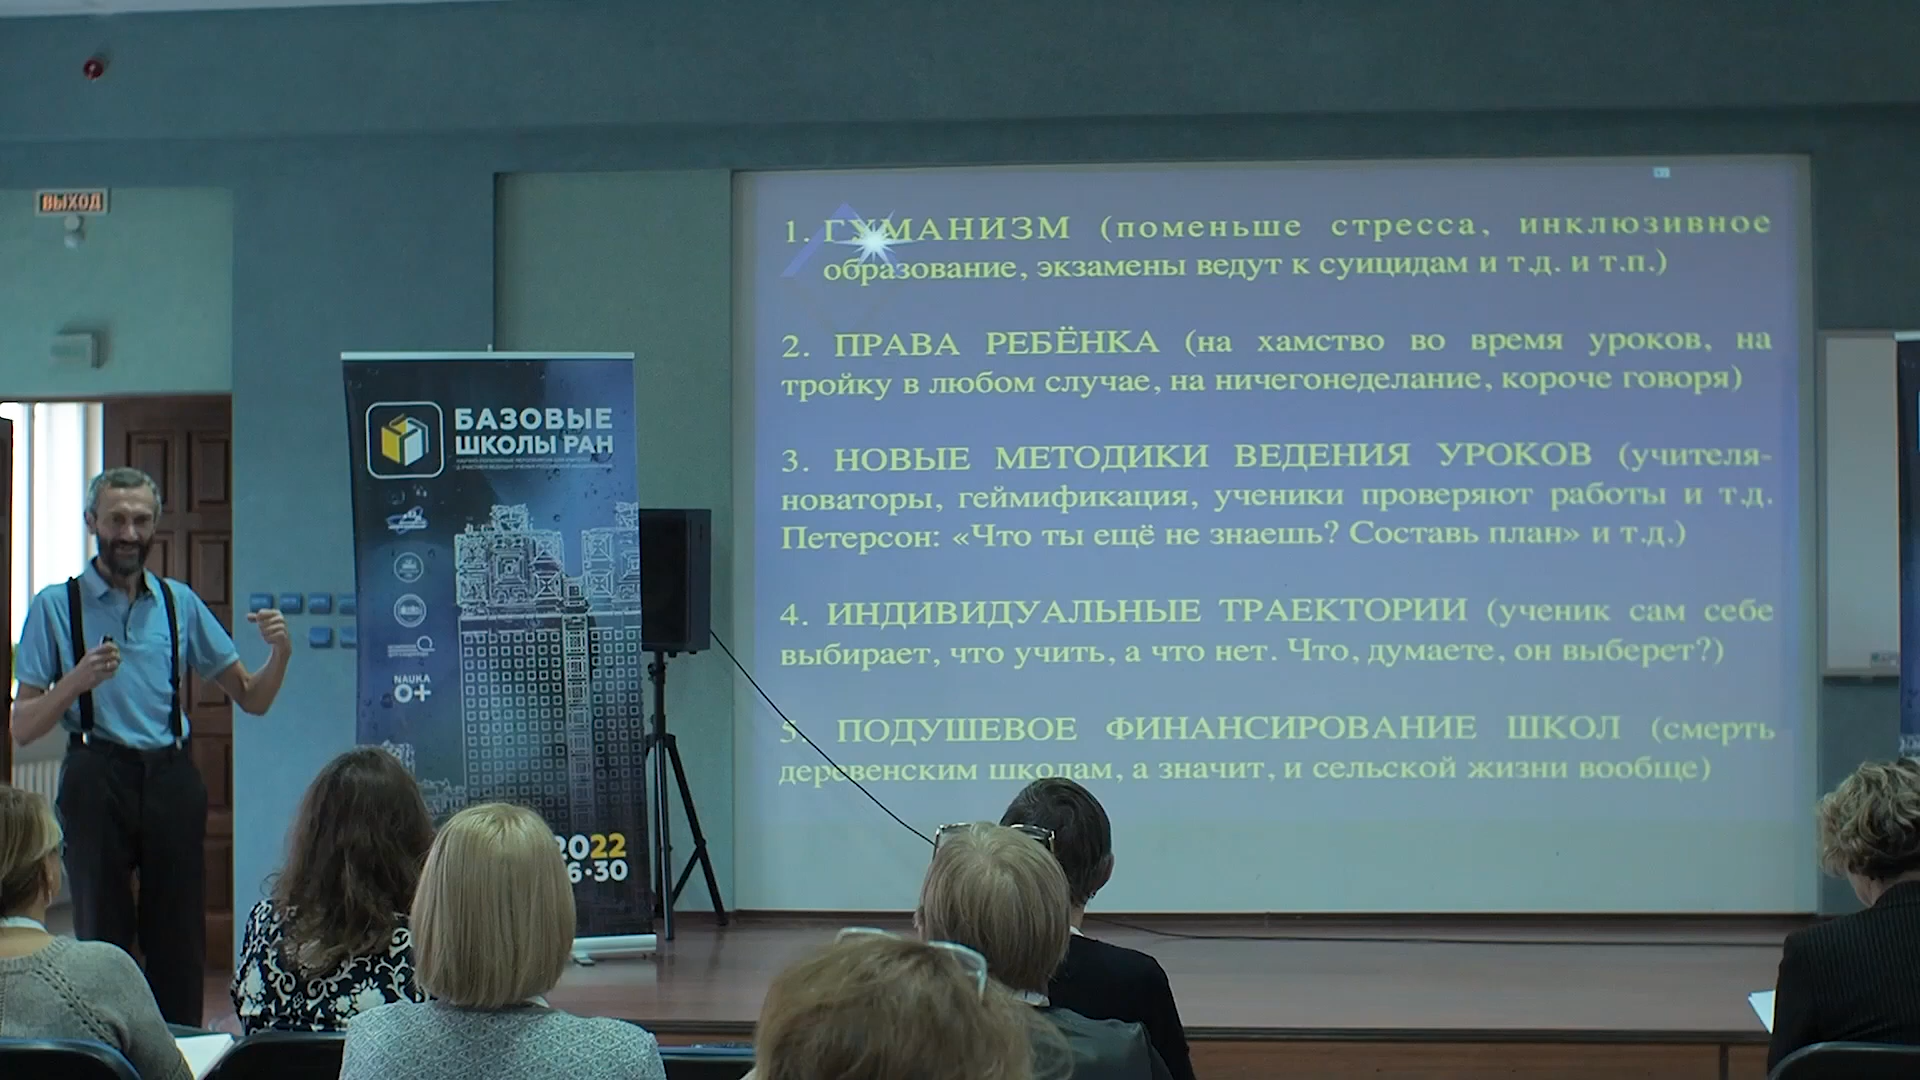 ВЫХОД
БАЗОВЫЕ
ШКОЛЫ РАН
NAUKA
0+
2022
6·30
1. ГУМАНИЗМ (поменьше стресса, инклюзивное
образование, экзамены ведут к суицидам и т.д. и т.п.)
2. ПРАВА РЕБЁНКА (на хамство во время уроков, на
тройку в любом случае, на ничегонеделание, короче говоря)
3. НОВЫЕ МЕТОДИКИ ВЕДЕНИЯ УРОКОВ (учителя-
новаторы, геймификация, ученики проверяют работы и т.д.
Петерсон: «Что ты ещё не знаешь? Составь план» и т.д.)
4. ИНДИВИДУАЛЬНЫЕ ТРАЕКТОРИИ (ученик сам себе
выбирает, что учить, а что нет. Что, думаете, он выберет?)
5. ПОДУШЕВОЕ ФИНАНСИРОВАНИЕ ШКОЛ (смерть
деревенским школам, а значит, и сельской жизни вообще)